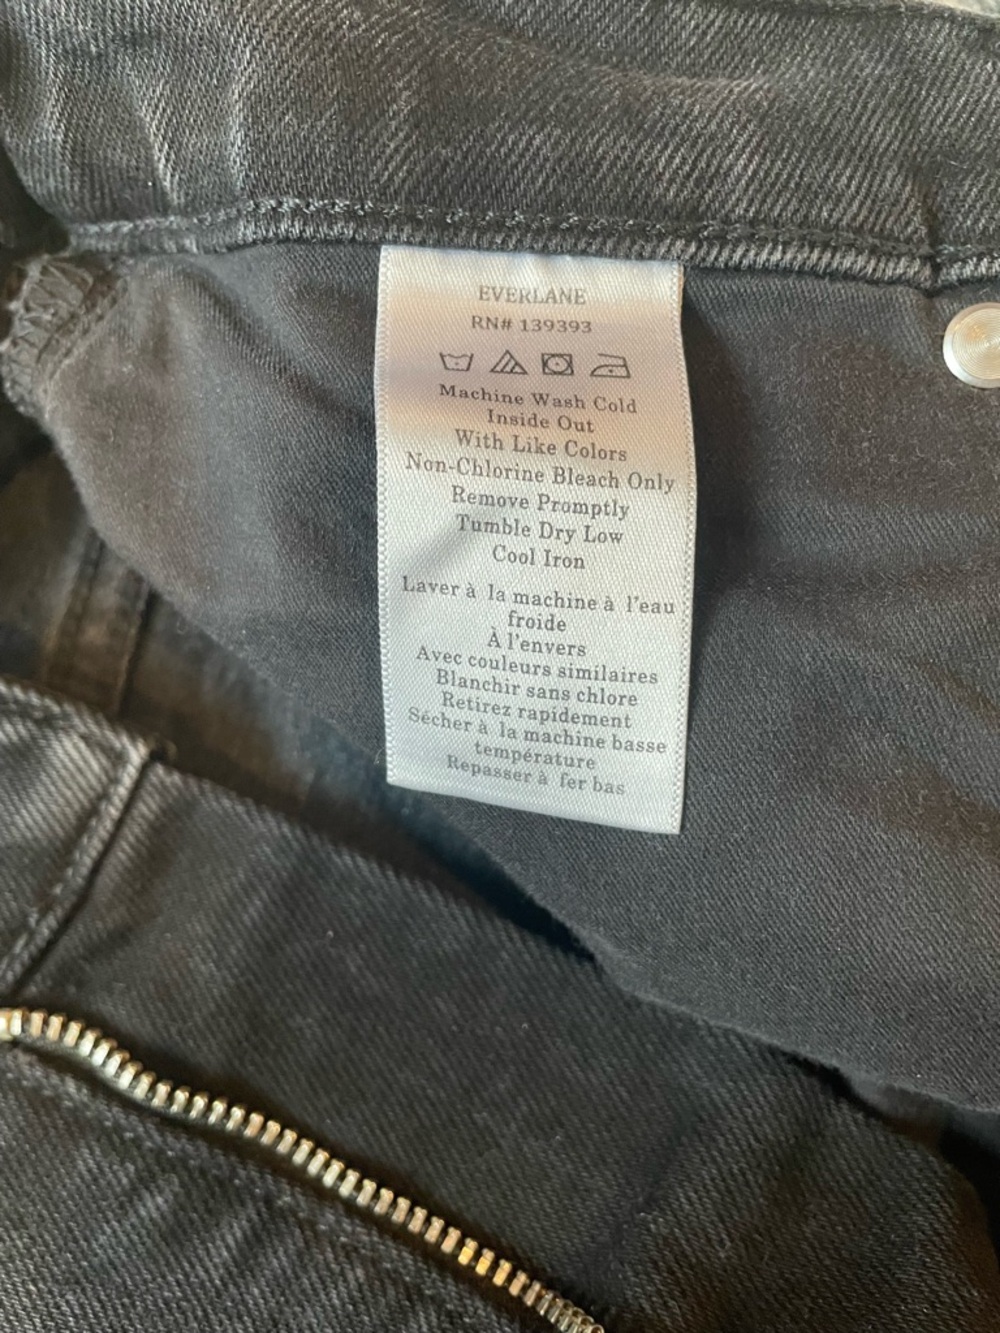 EVERLANE
RN# 139393
Machine Wash Cold
Inside Out
With Like Colors
Non-Chlorine Bleach Only
Remove Promptly
Tumble Dry Low
Cool Iron
Laver à la machine à l'eau
froide
À l'envers
Avec couleurs similaires
Blanchir sans chlore
Retirez rapidement
Sécher à la machine basse
température
Repasser à fer bas